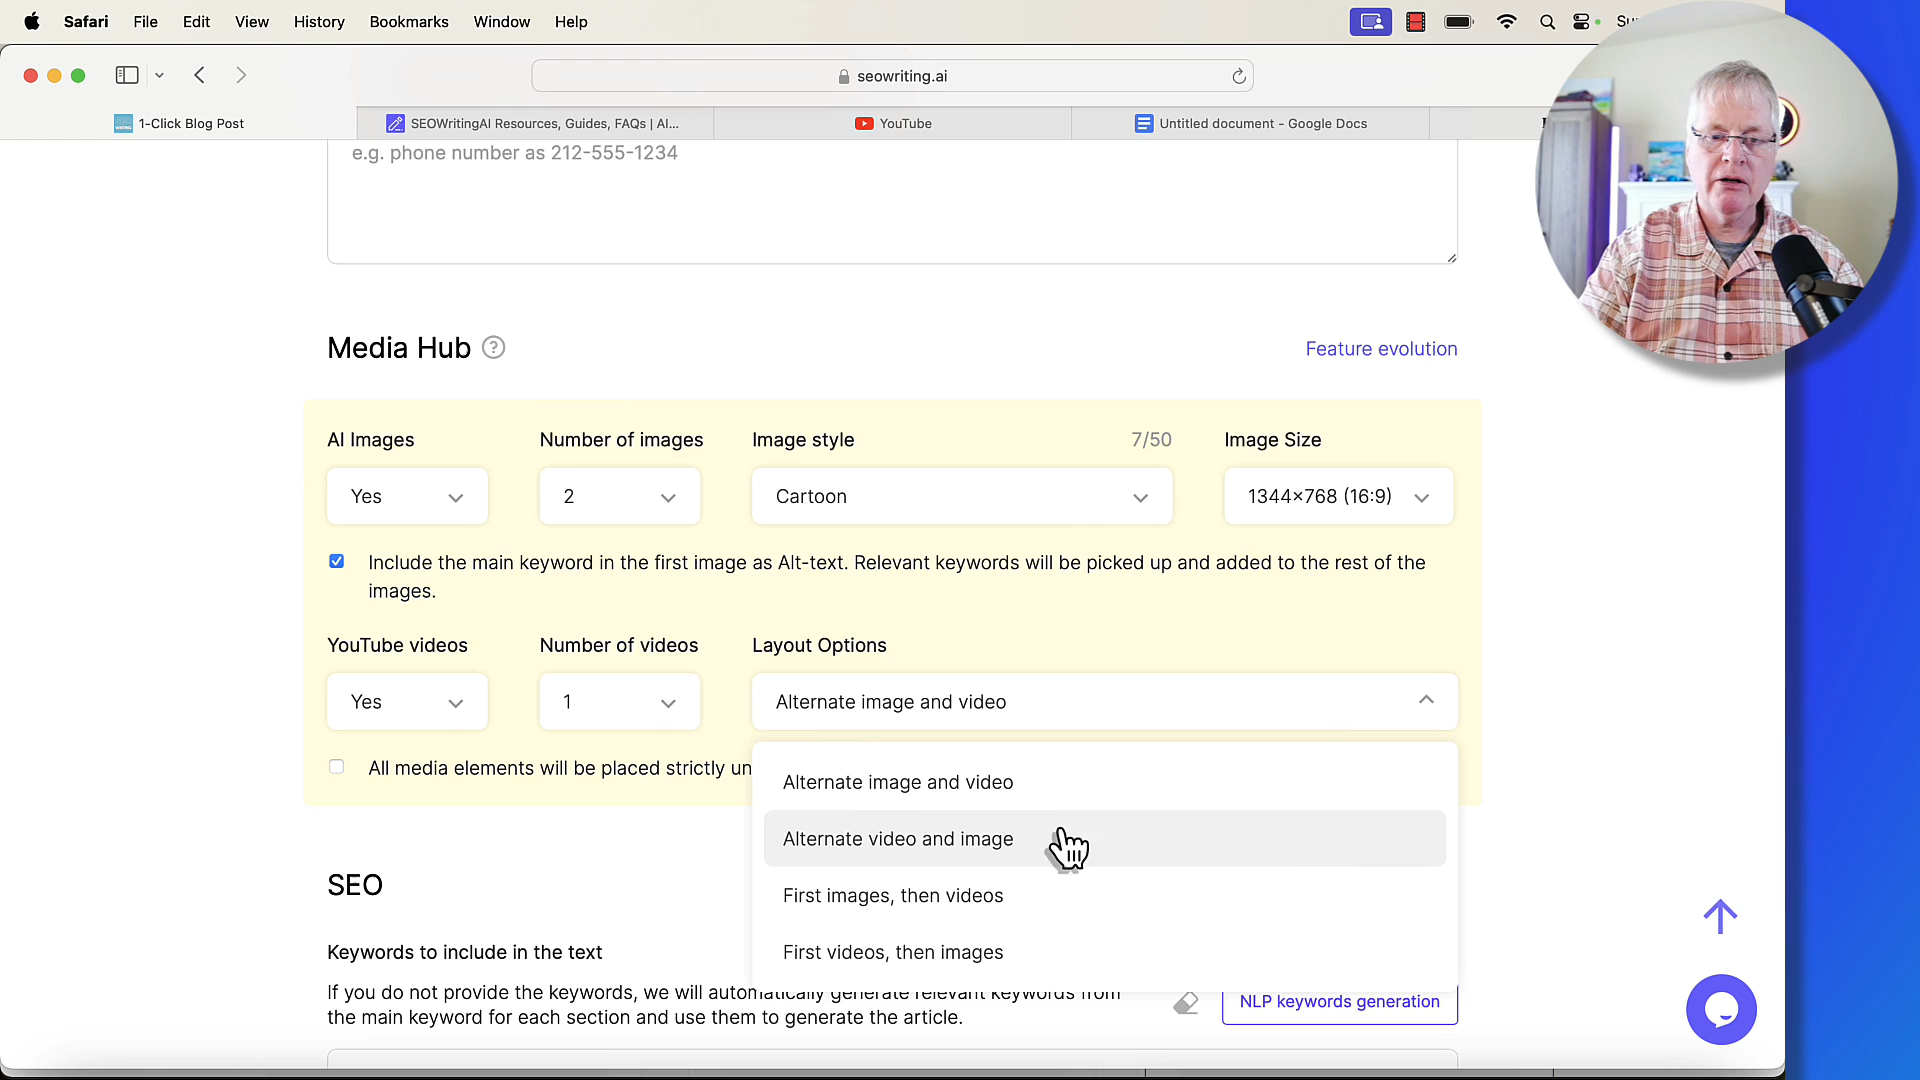 Safari File Edit View History Bookmarks Window Help
seowriting.ai
1-Click Blog Post
SEOWritingAI Resources, Guides, FAQs | AI...
YouTube
Untitled document - Google Docs
e.g. phone number as 212-555-1234
Media Hub ?
Feature evolution
AI Images
Number of images
Image style
7/50
Image Size
Yes
2
Cartoon
1344×768 (16:9)
Include the main keyword in the first image as Alt-text. Relevant keywords will be picked up and added to the rest of the
images.
YouTube videos
Number of videos
Layout Options
Yes
1
Alternate image and video
All media elements will be placed strictly un
Alternate image and video
Alternate video and image
First images, then videos
First videos, then images
SEO
Keywords to include in the text
If you do not provide the keywords, we will automatically generate relevant keywords from
the main keyword for each section and use them to generate the article.
NLP keywords generation